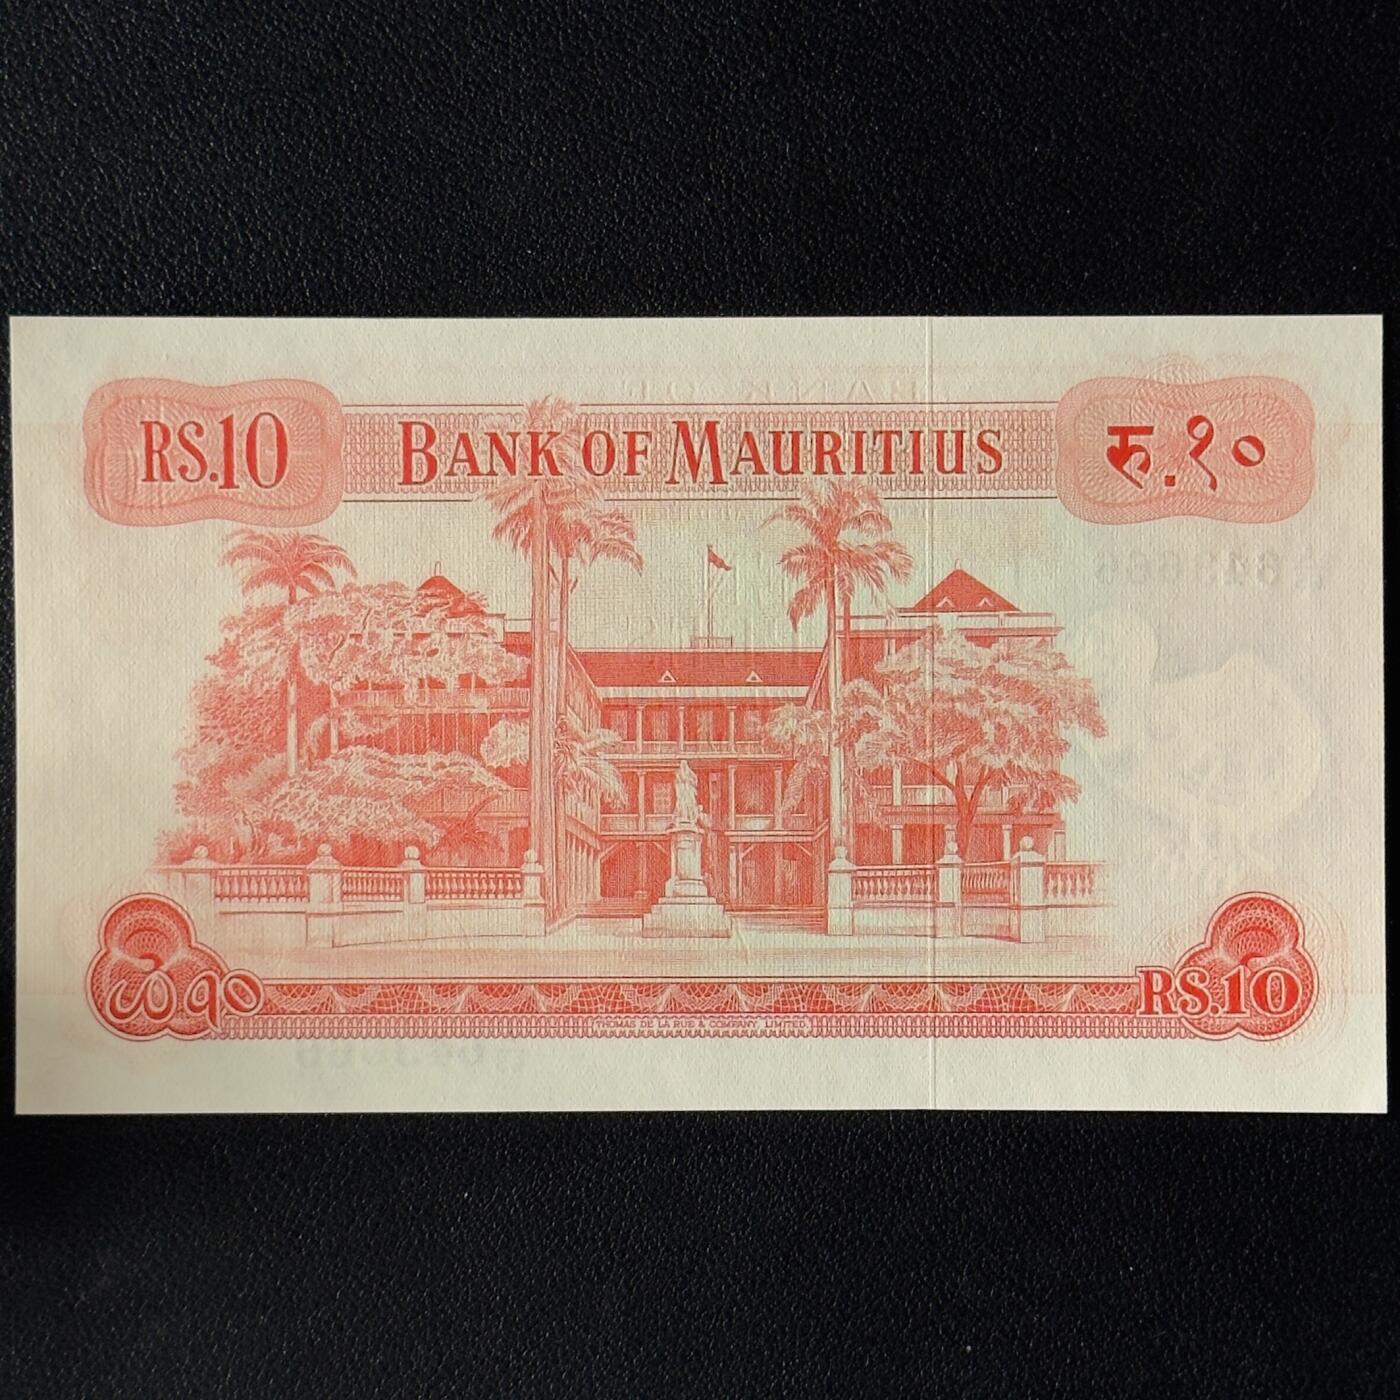 RS.10
BANK OF MAURITIUS
रु.१०
RS.10
THOMAS DE LA RUE & COMPANY, LIMITED.